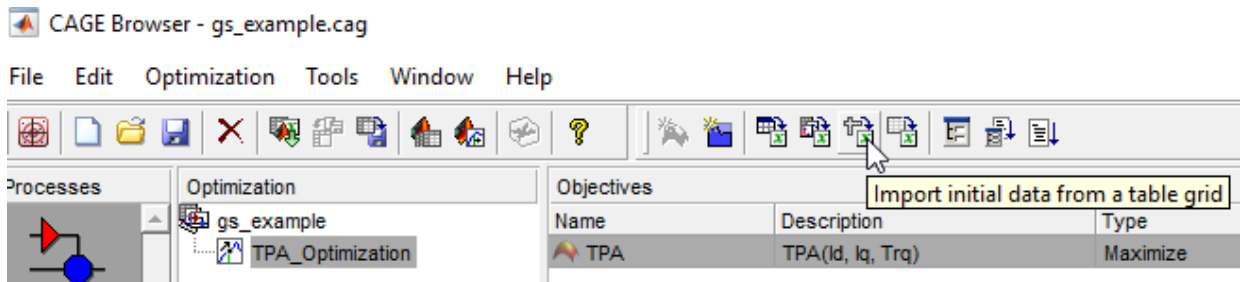 CAGE Browser - gs_example.cag
File Edit Optimization Tools Window Help
Processes Optimization Objectives
Import initial data from a table grid
gs_example Name Description Type
TPA_Optimization TPA TPA(Id, Iq, Trq) Maximize